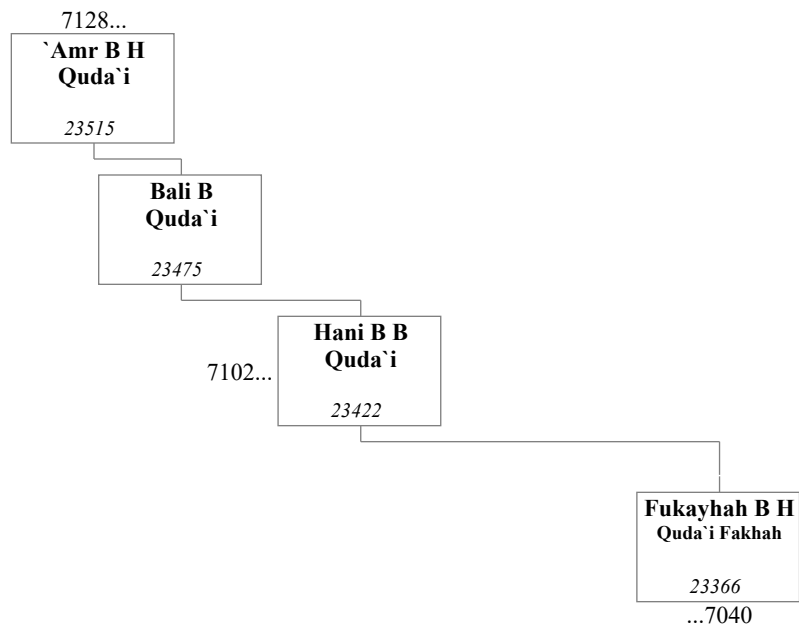 7128...
`Amr B H
Quda`i
23515
Bali B
Quda`i
23475
Hani B B
Quda`i
7102...
23422
Fukayhah B H
Quda`i Fakhah
23366
...7040